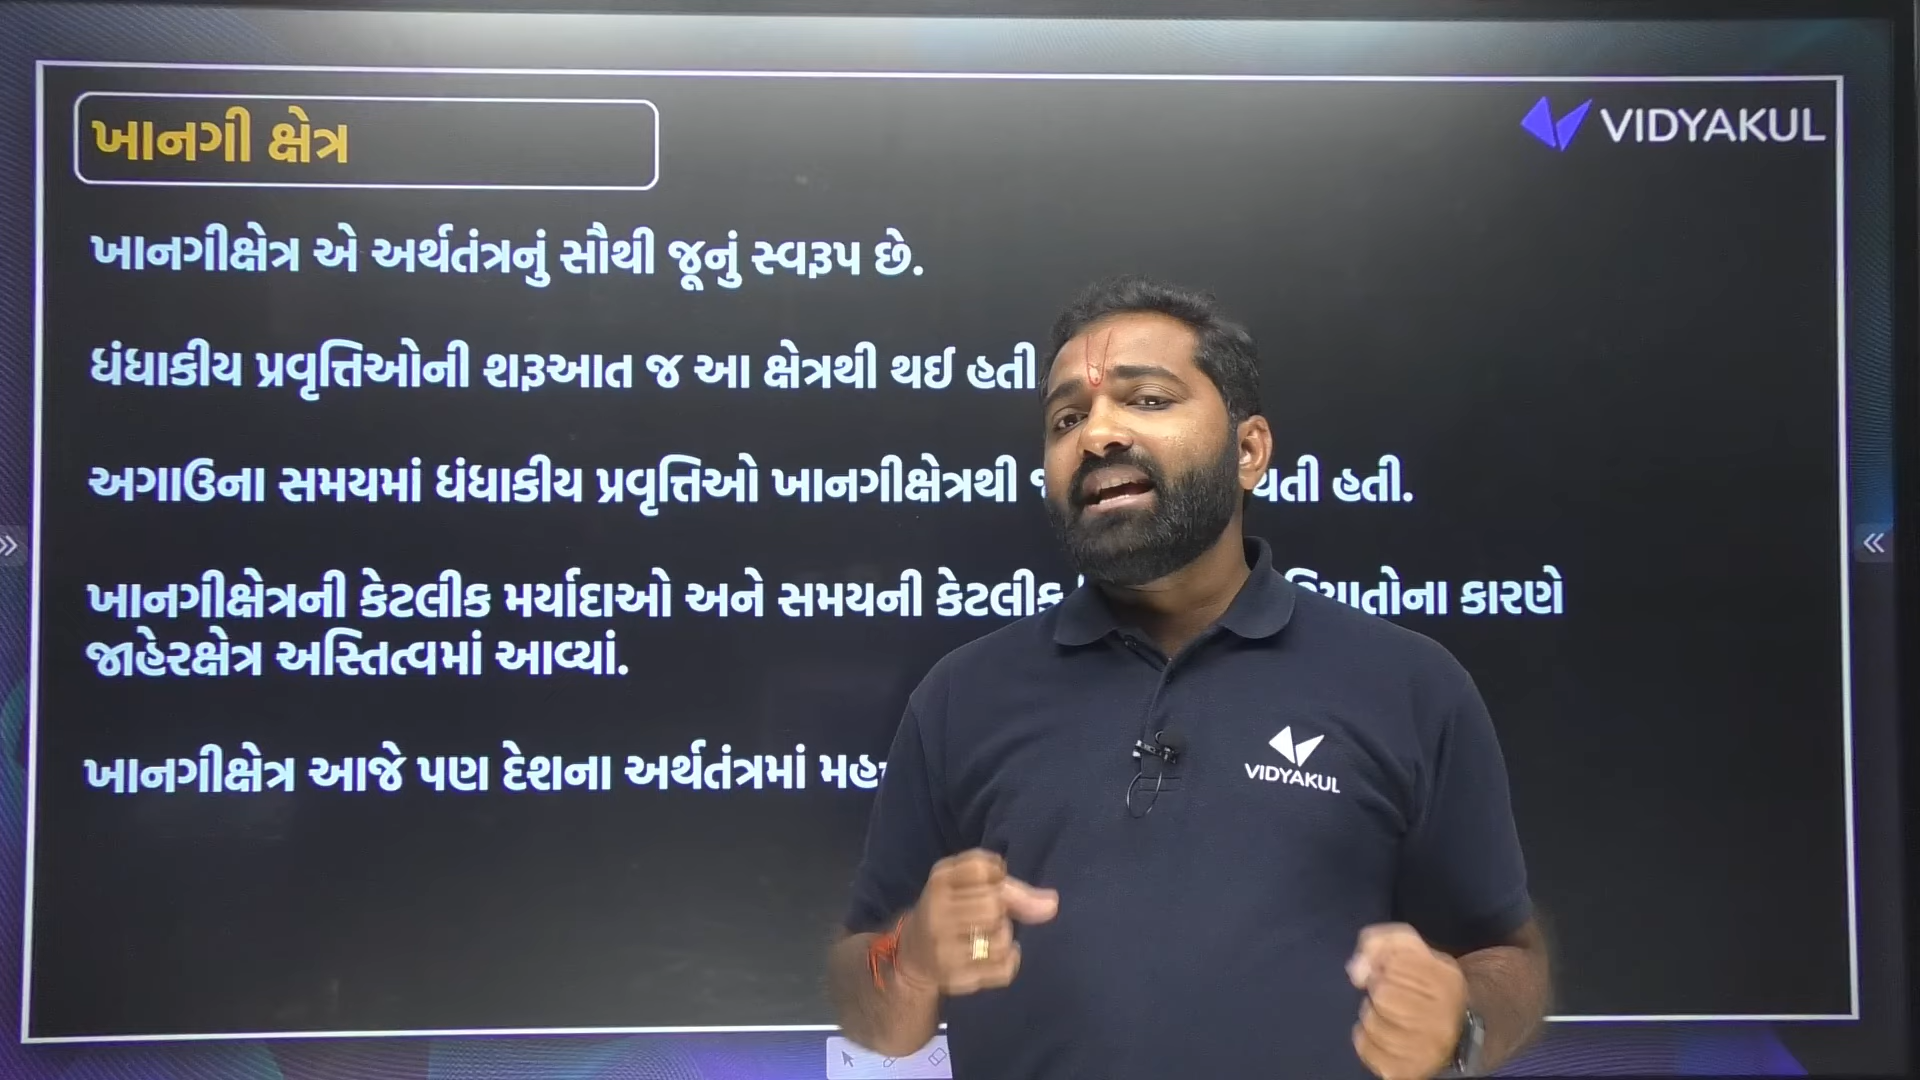 ખાનગી ક્ષેત્ર
VIDYAKUL
ખાનગીક્ષેત્ર એ અર્થતંત્રનું સૌથી જૂનું સ્વરૂપ છે.
ધંધાકીય પ્રવૃત્તિઓની શરૂઆત જ આ ક્ષેત્રથી થઈ હતી
અગાઉના સમયમાં ધંધાકીય પ્રવૃત્તિઓ ખાનગીક્ષેત્રથી હતી.
ખાનગીક્ષેત્રની કેટલીક મર્યાદાઓ અને સમયની કેટલીક કારણે
જાહેરક્ષેત્ર અસ્તિત્વમાં આવ્યાં.
ખાનગીક્ષેત્ર આજે પણ દેશના અર્થતંત્રમાં
VIDYAKUL